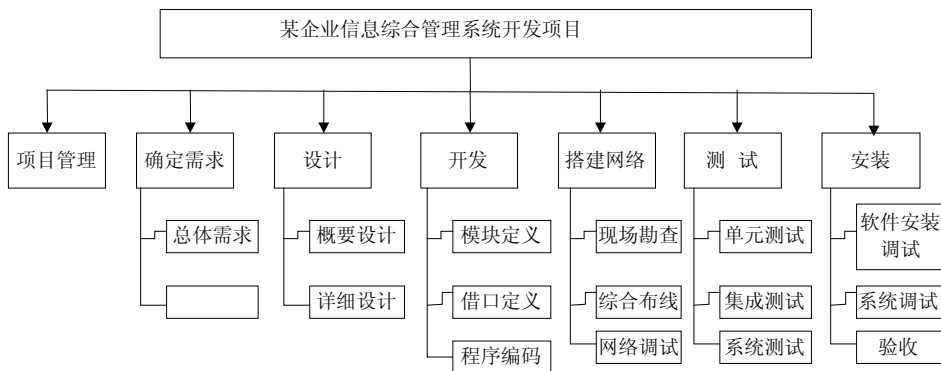 某企业信息综合管理系统开发项目
项目管理
确定需求
设计
开发
搭建网络
测 试
安装
总体需求
概要设计
模块定义
现场勘查
单元测试
软件安装
调试
详细设计
借口定义
综合布线
集成测试
系统调试
程序编码
网络调试
系统测试
验收